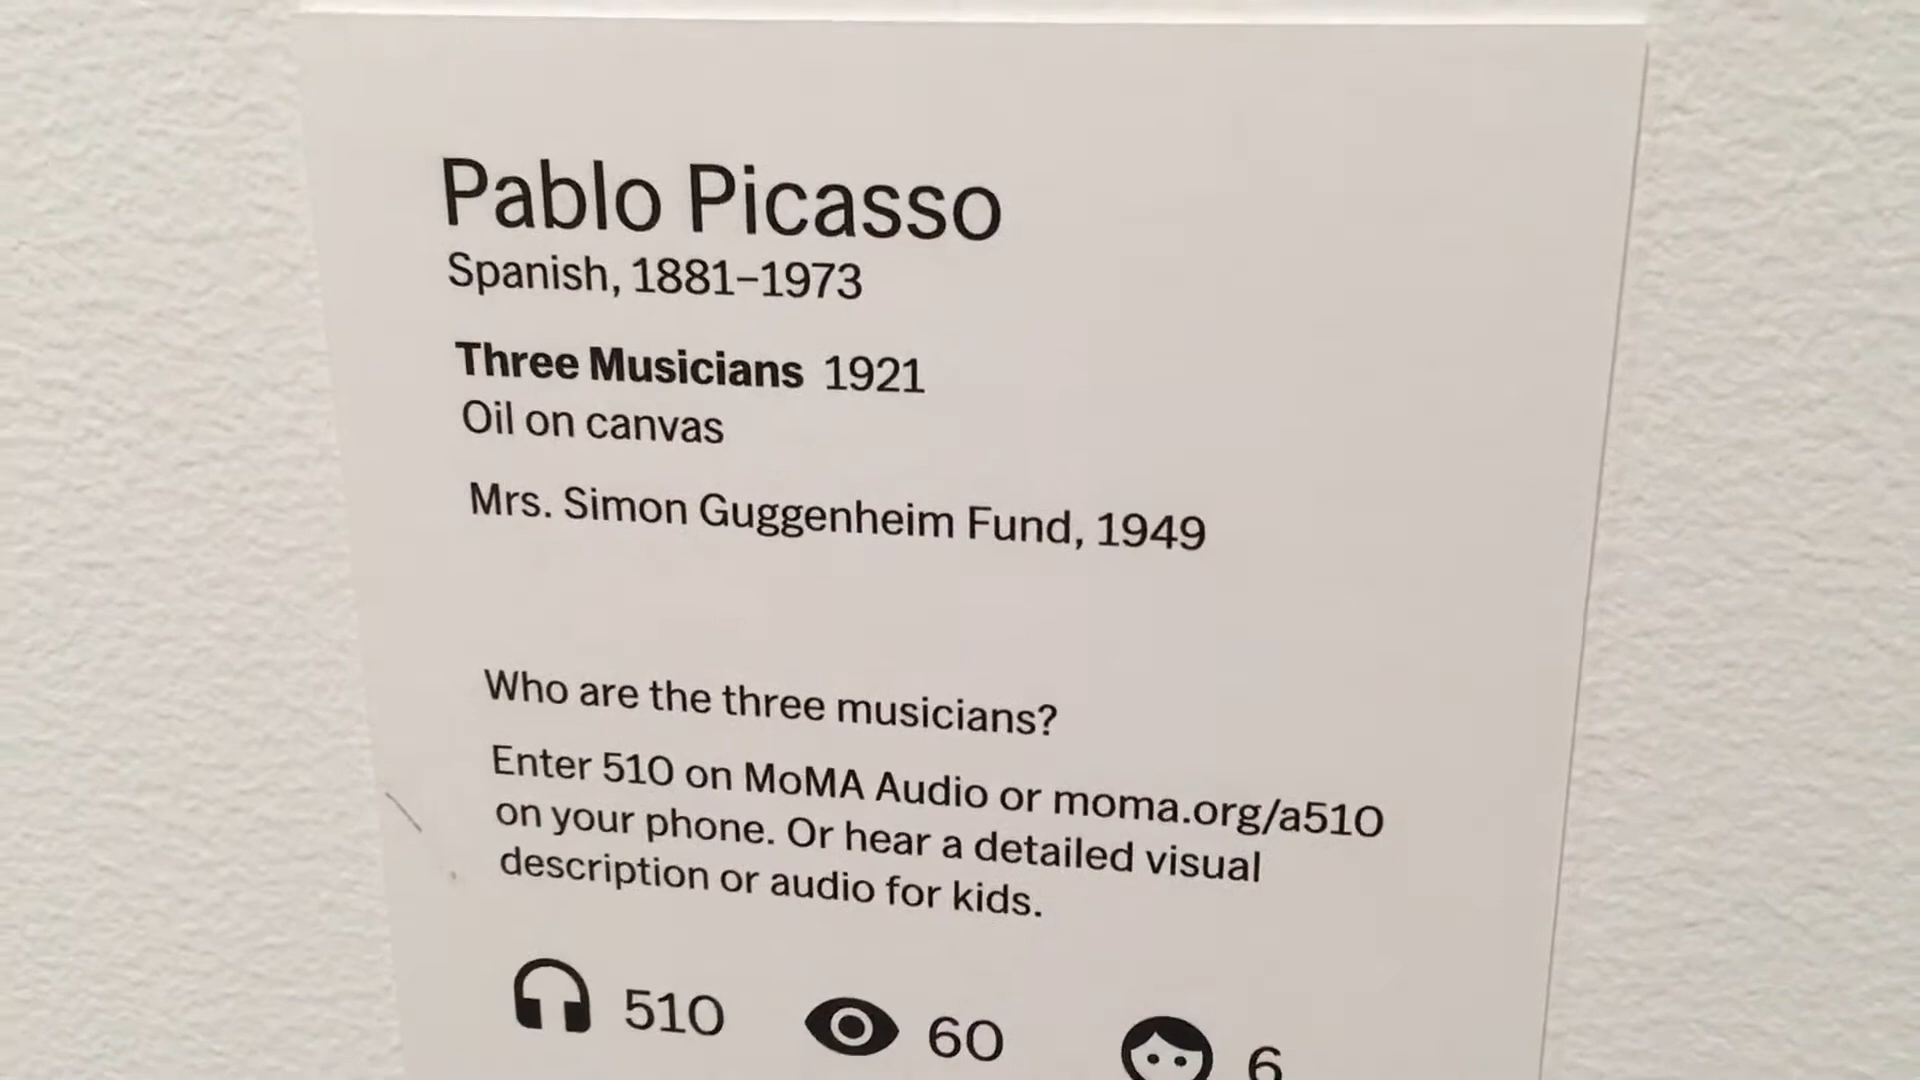 Pablo Picasso
Spanish, 1881–1973
Three Musicians 1921
Oil on canvas
Mrs. Simon Guggenheim Fund, 1949
Who are the three musicians?
Enter 510 on MoMA Audio or moma.org/a510
on your phone. Or hear a detailed visual
description or audio for kids.
510 60 6